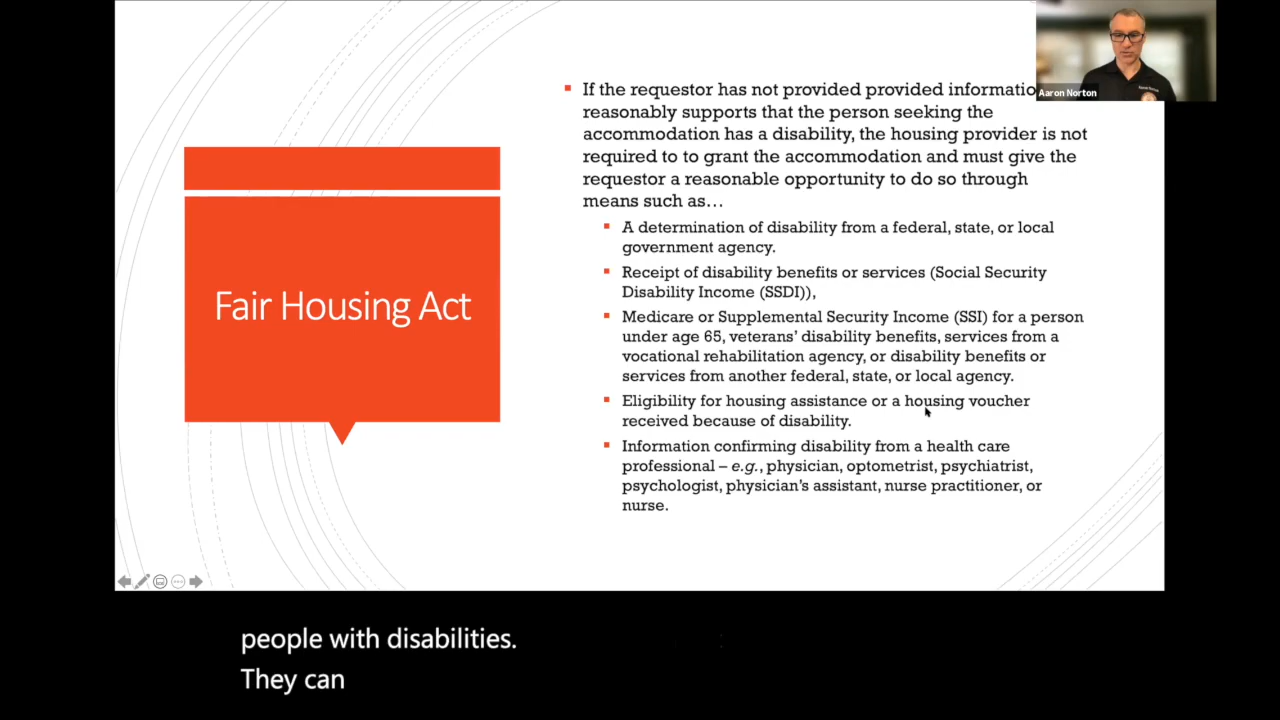 Aaron Norton
If the requestor has not provided provided informatio
reasonably supports that the person seeking the
accommodation has a disability, the housing provider is not
required to to grant the accommodation and must give the
requestor a reasonable opportunity to do so through
means such as…
A determination of disability from a federal, state, or local
government agency.
Receipt of disability benefits or services (Social Security
Disability Income (SSDI)),
Medicare or Supplemental Security Income (SSI) for a person
under age 65, veterans’ disability benefits, services from a
vocational rehabilitation agency, or disability benefits or
services from another federal, state, or local agency.
Eligibility for housing assistance or a housing voucher
received because of disability.
Information confirming disability from a health care
professional – e.g., physician, optometrist, psychiatrist,
psychologist, physician’s assistant, nurse practitioner, or
nurse.
Fair Housing Act
people with disabilities.
They can